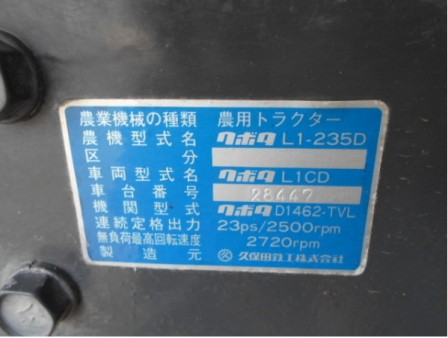 農業機械の種類 農用トラクター
農機型式名 クボタ L1-235D
区分
車両型式名 クボタ L1CD
車台番号 28447
機関型式 クボタ D1462-TVL
連続定格出力 23ps/2500rpm
無負荷最高回転速度 2720rpm
製造元 久保田鉄工株式会社